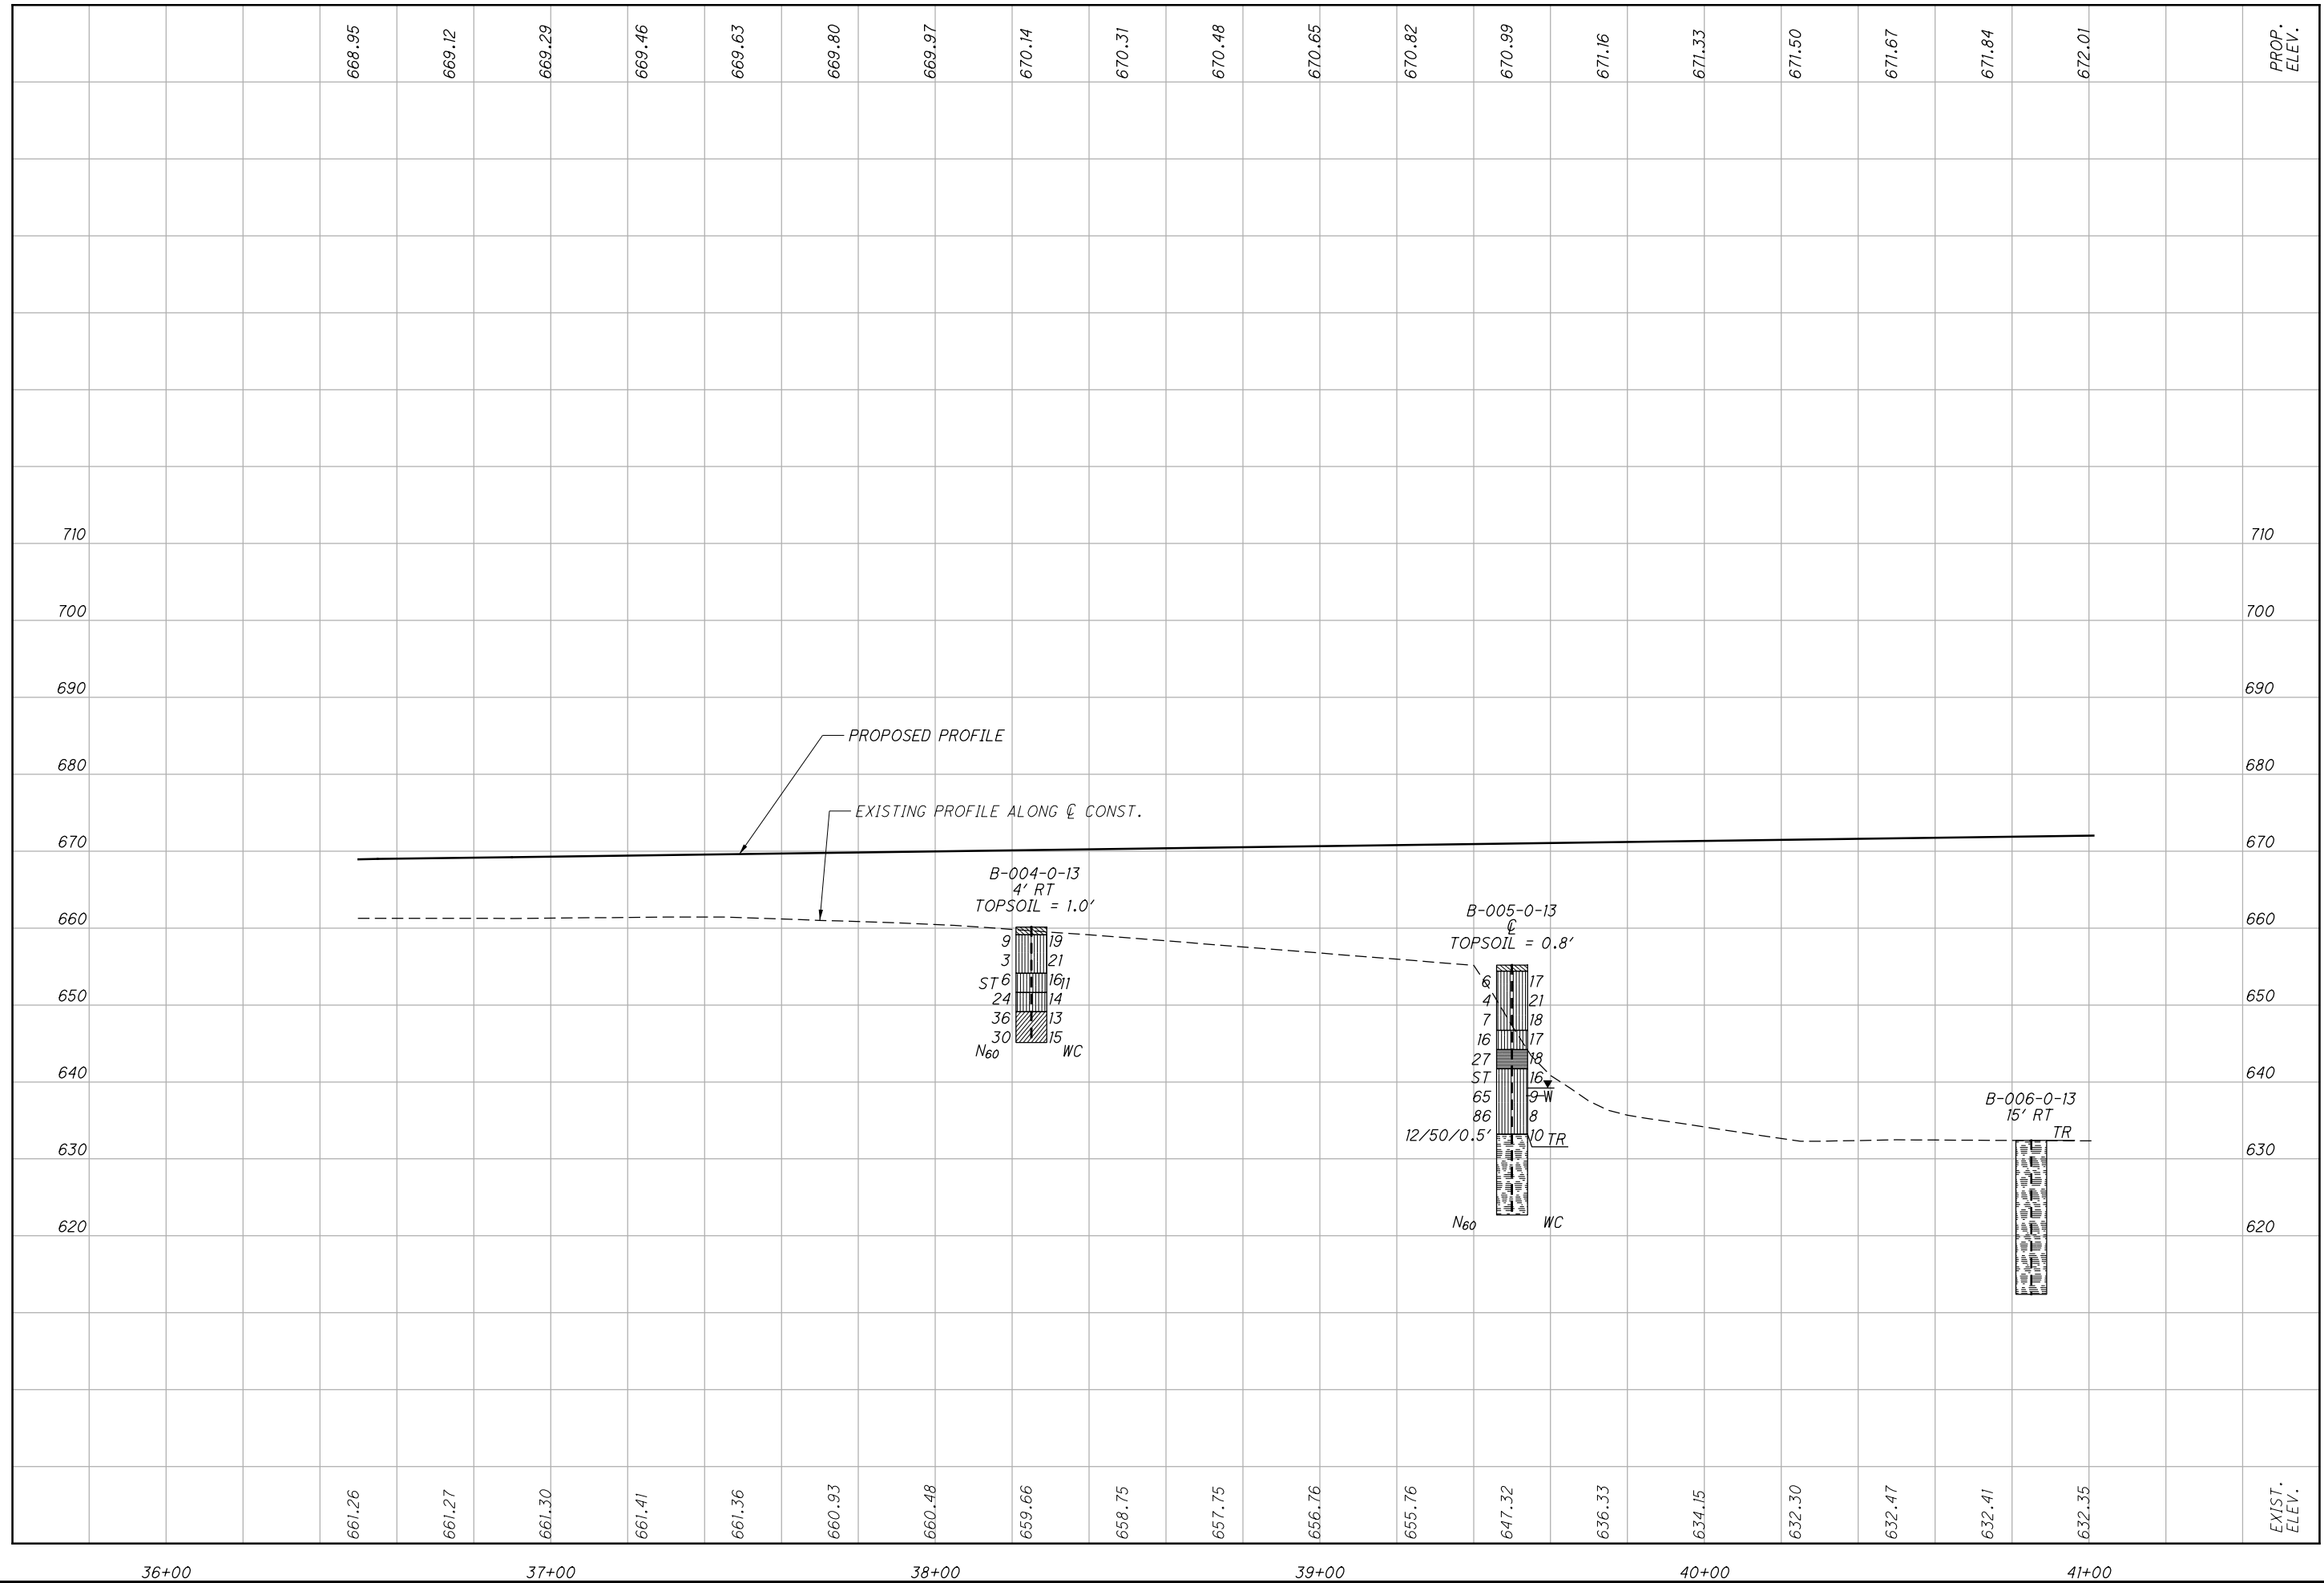 668.95 669.12 669.29 669.46 669.63 669.80 669.97 670.14 670.31 670.48 670.65 670.82 670.99 671.16 671.33 671.50 671.67 671.84 672.01 PROP. ELEV.
710 710
700 700
690 690
PROPOSED PROFILE
680 680
EXISTING PROFILE ALONG ℄ CONST.
670 670
B-004-0-13
4' RT
TOPSOIL = 1.0'
660 660
9 19
3 21
ST 6 16 11
24 14
36 13
30 15
N60 WC
B-005-0-13
℄
TOPSOIL = 0.8'
6 17
4 21
7 18
16 17
27 18
ST 16
65 9 W
86 8
12/50/0.5' 10 TR
N60 WC
650 650
640 640
B-006-0-13
15' RT
TR
630 630
620 620
661.26 661.27 661.30 661.41 661.36 660.93 660.48 659.66 658.75 657.75 656.76 655.76 647.32 636.33 634.15 632.30 632.47 632.41 632.35 EXIST. ELEV.
36+00 37+00 38+00 39+00 40+00 41+00